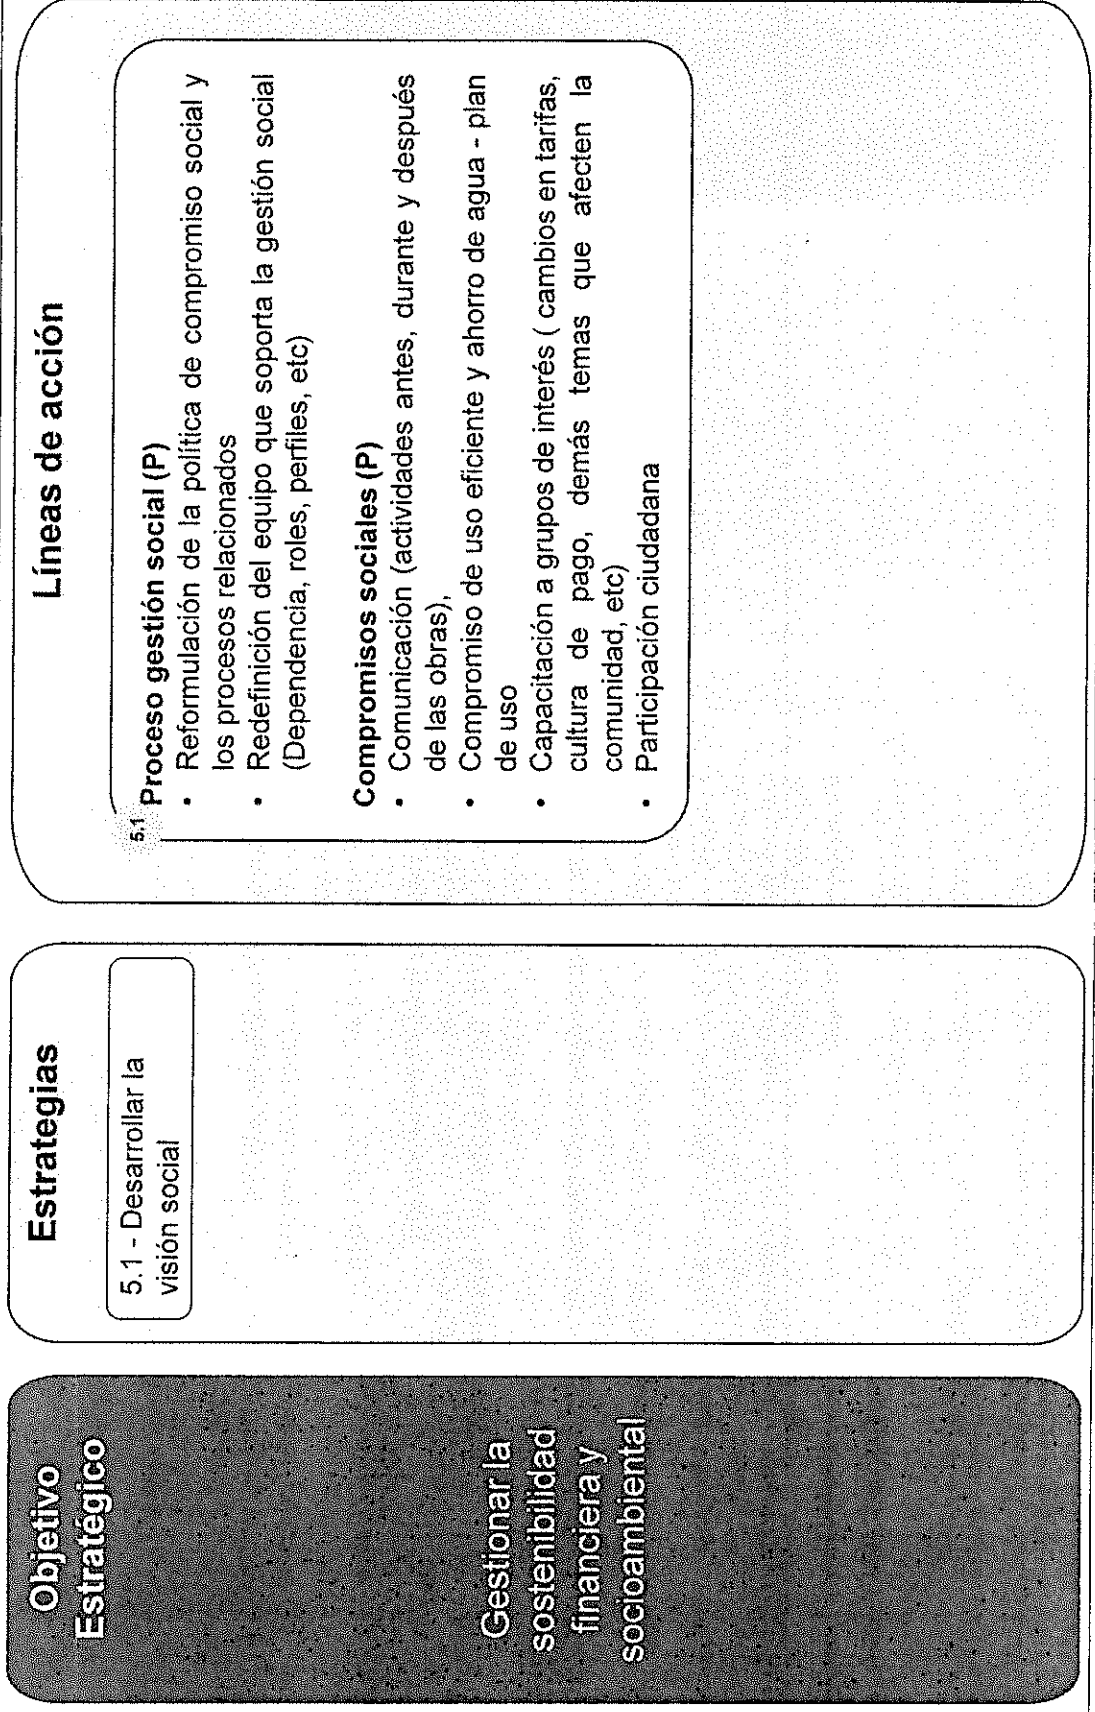 Objetivo
Estratégico
Gestionar la
sostenibilidad
financiera y
socioambiental
Estrategias
5.1 - Desarrollar la
visión social
Líneas de acción
5.1
Proceso gestión social (P)
• Reformulación de la política de compromiso social y
los procesos relacionados
• Redefinición del equipo que soporta la gestión social
(Dependencia, roles, perfiles, etc)
Compromisos sociales (P)
• Comunicación (actividades antes, durante y después
de las obras),
• Compromiso de uso eficiente y ahorro de agua - plan
de uso
• Capacitación a grupos de interés ( cambios en tarifas,
cultura de pago, demás temas que afecten la
comunidad, etc)
• Participación ciudadana